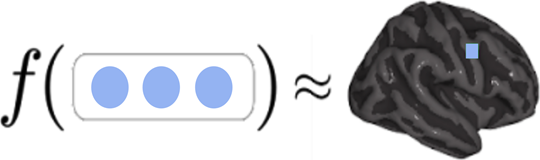 f( ) ≈